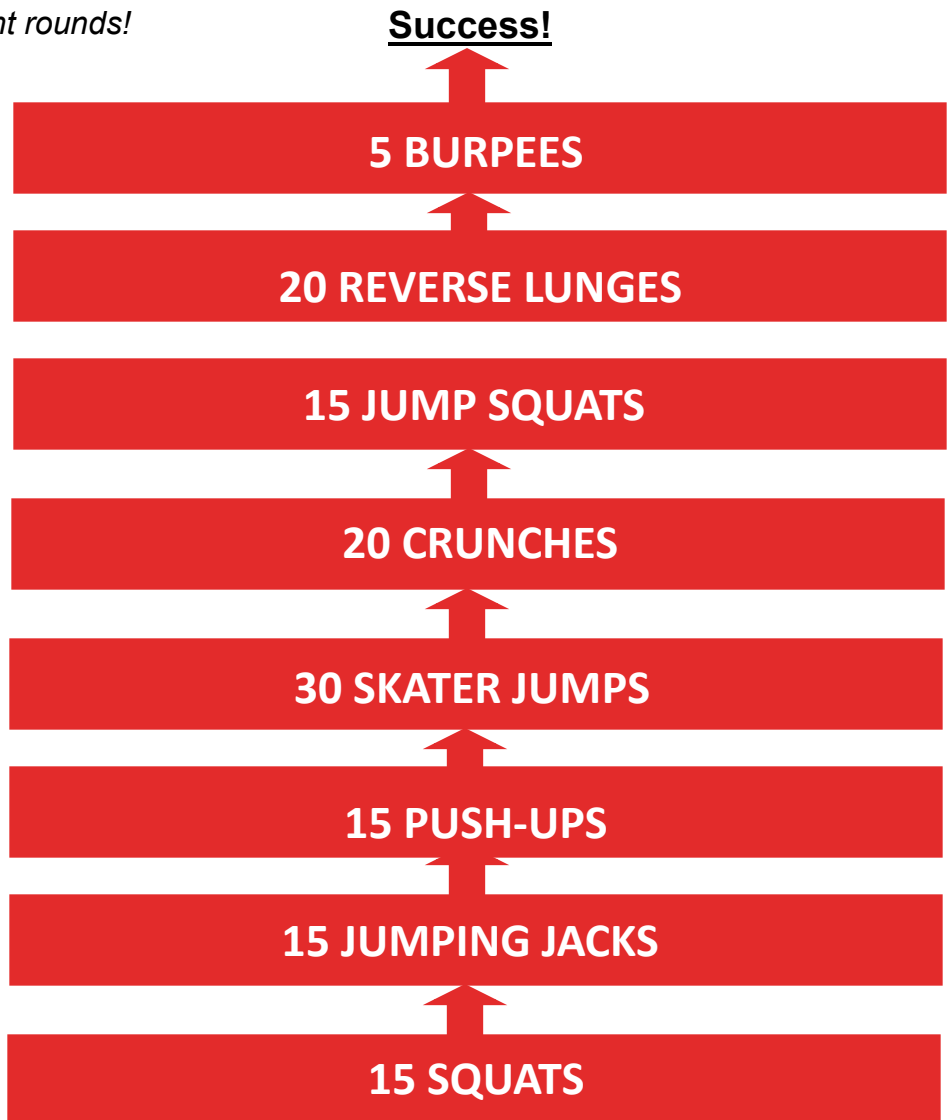 rounds!
Success!
5 BURPEES
20 REVERSE LUNGES
15 JUMP SQUATS
20 CRUNCHES
30 SKATER JUMPS
15 PUSH-UPS
15 JUMPING JACKS
15 SQUATS